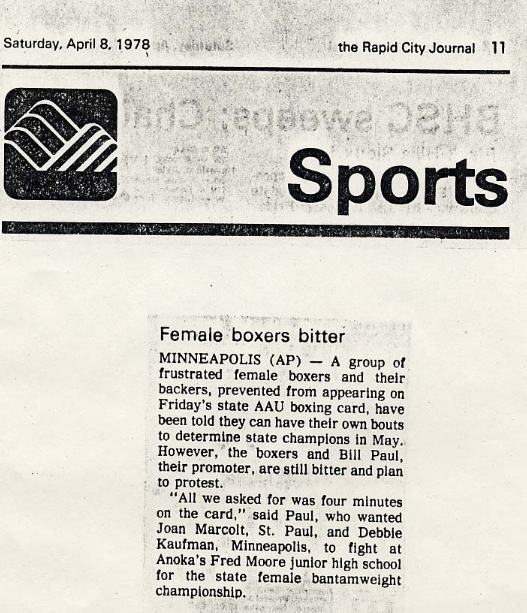 Saturday, April 8, 1978
the Rapid City Journal 11
BHSC sweeps; Cha
Sports
Female boxers bitter
MINNEAPOLIS (AP) — A group of
frustrated female boxers and their
backers, prevented from appearing on
Friday's state AAU boxing card, have
been told they can have their own bouts
to determine state champions in May.
However, the boxers and Bill Paul,
their promoter, are still bitter and plan
to protest.
"All we asked for was four minutes
on the card," said Paul, who wanted
Joan Marcolt, St. Paul, and Debbie
Kaufman, Minneapolis, to fight at
Anoka's Fred Moore junior high school
for the state female bantamweight
championship.